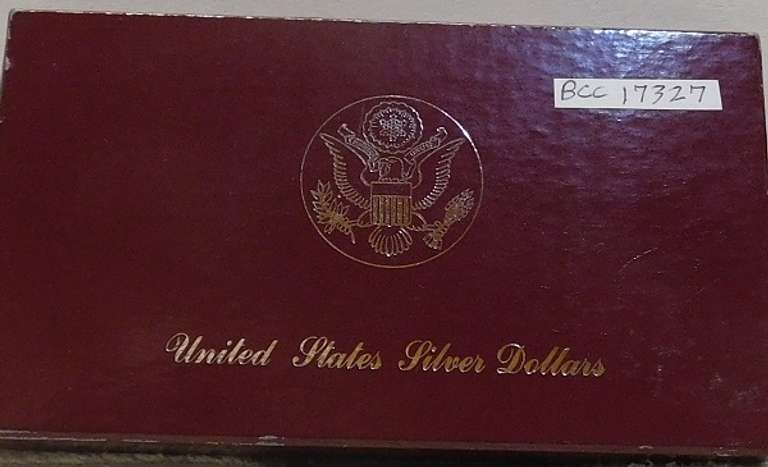 BCC 17327
United States Silver Dollars